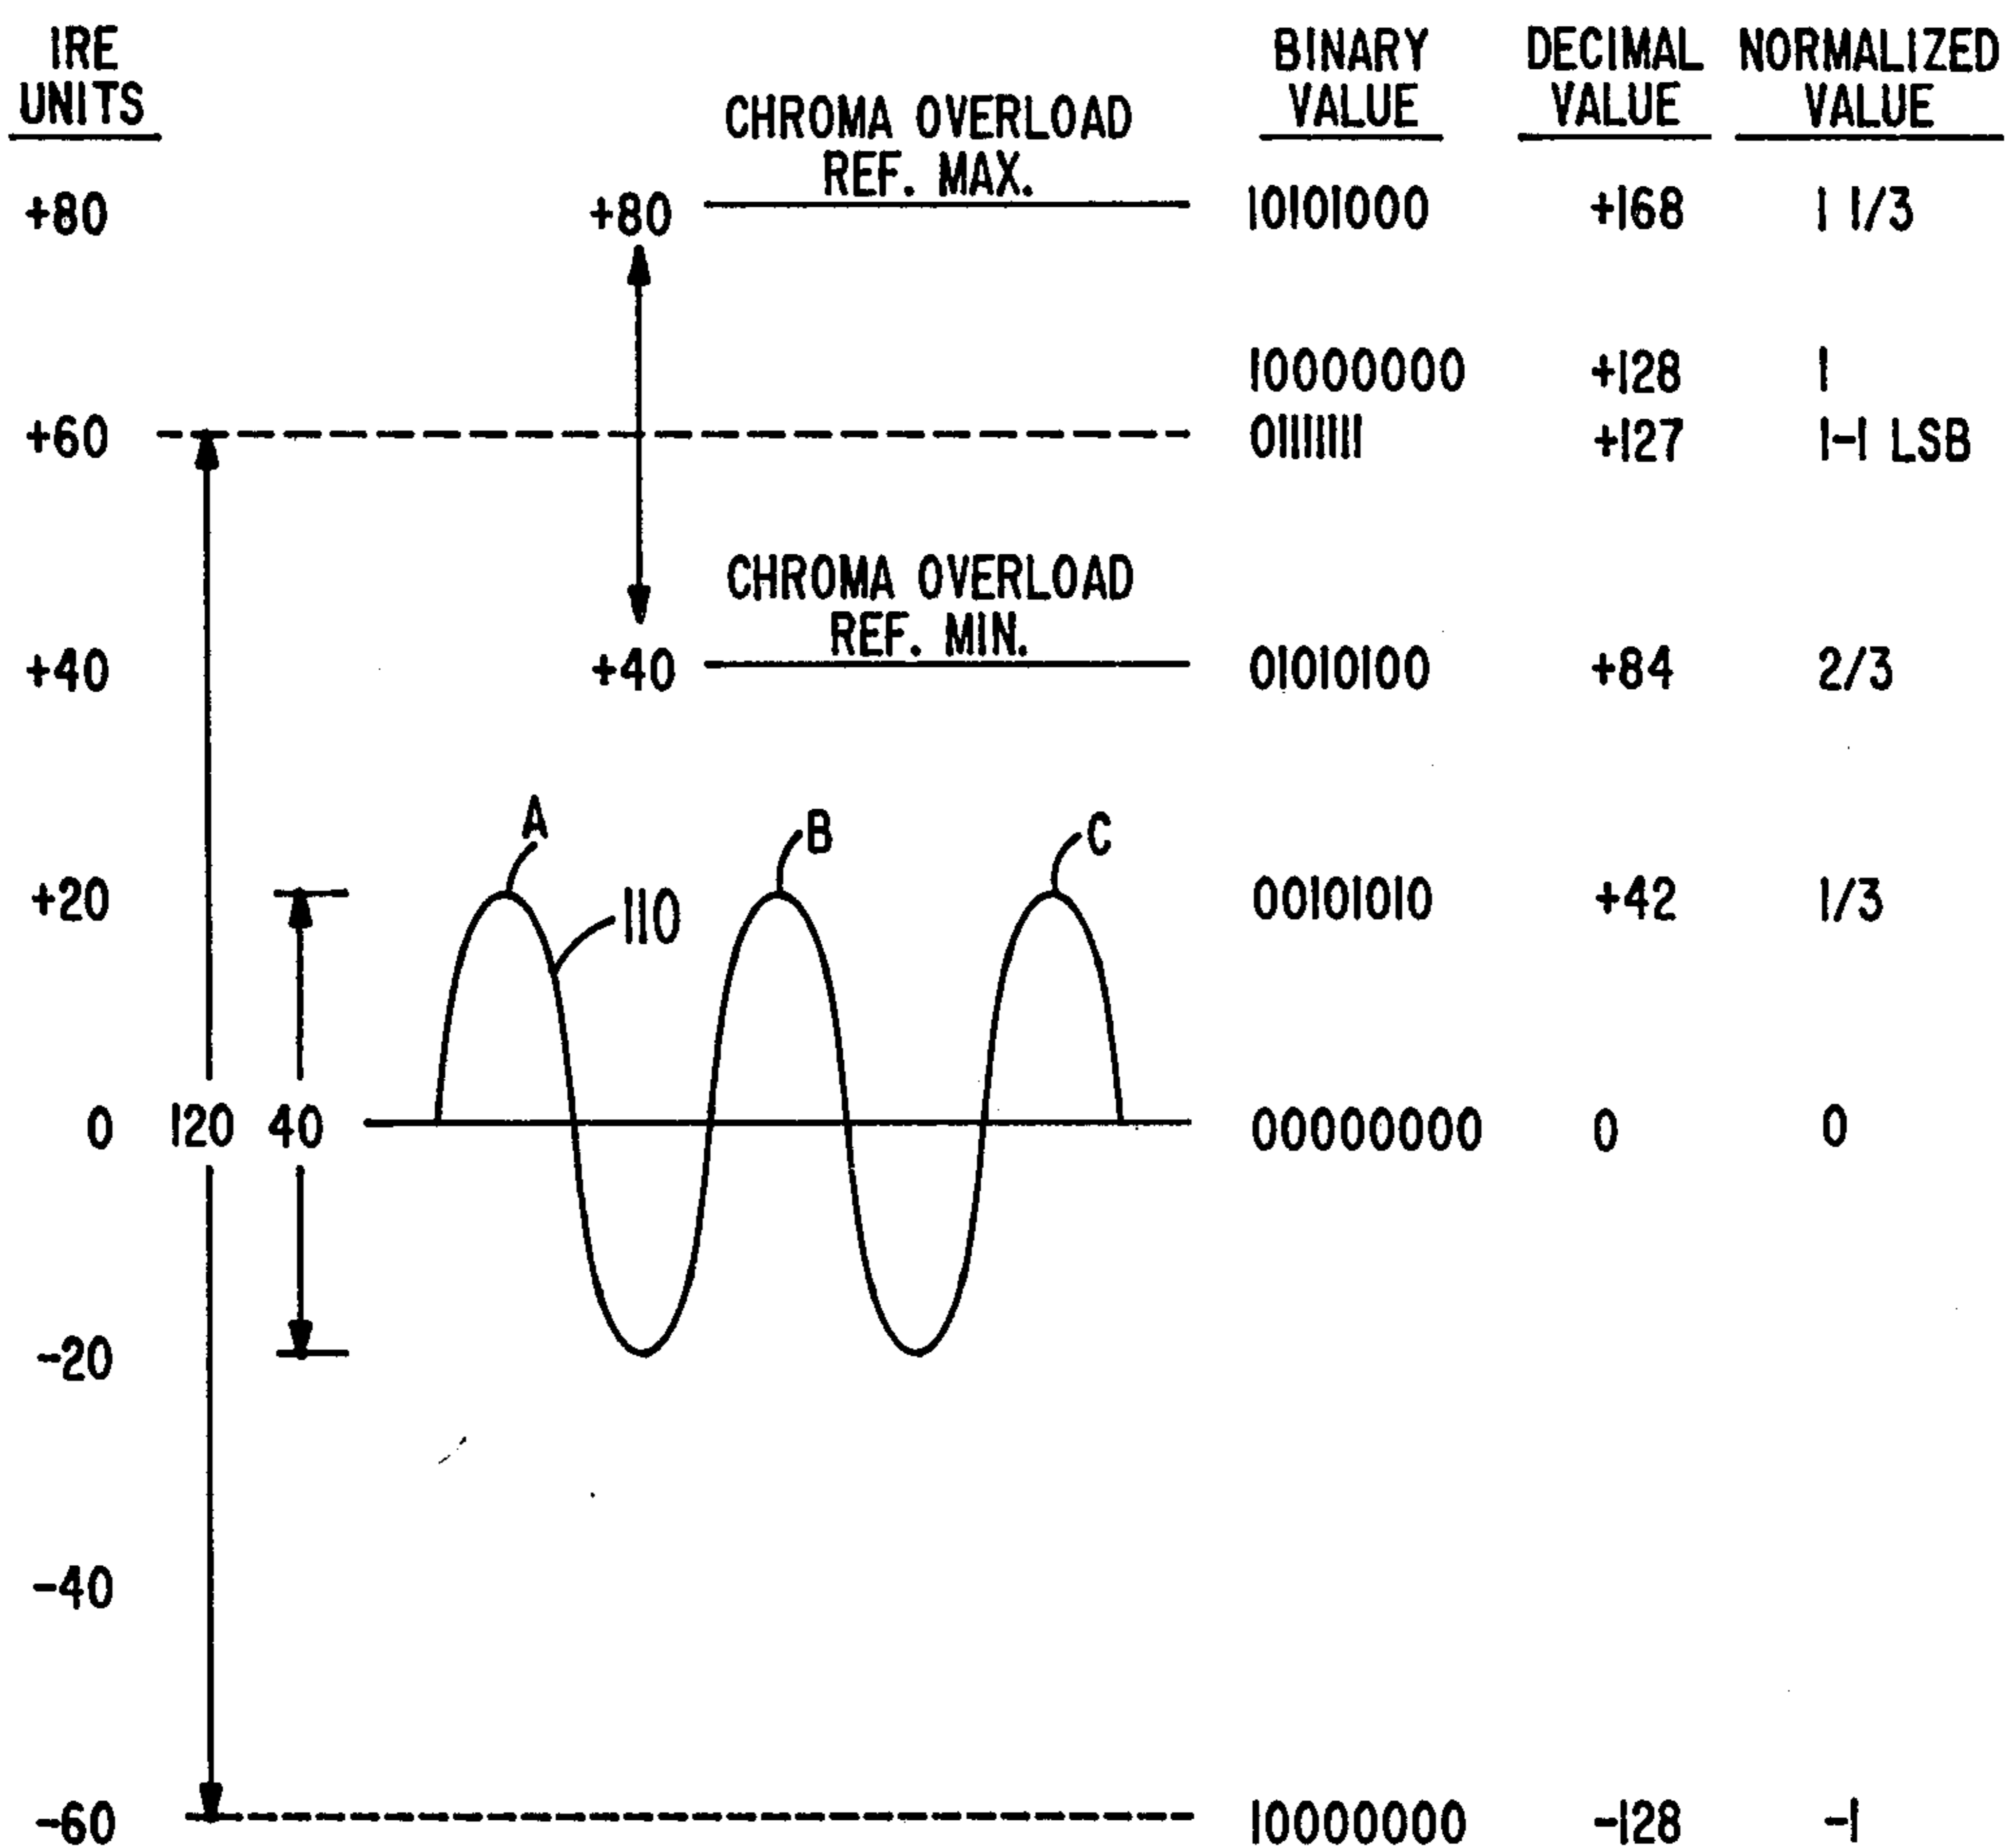 IRE UNITS
BINARY VALUE
DECIMAL VALUE
NORMALIZED VALUE
CHROMA OVERLOAD
REF. MAX.
+80 +80 10101000 +168 1 1/3
10000000 +128 1
+60 01111111 +127 1-1 LSB
CHROMA OVERLOAD
REF. MIN.
+40 +40 01010100 +84 2/3
A B C
+20 110 00101010 +42 1/3
0 120 40 00000000 0 0
-20
-40
-60 10000000 -128 -1